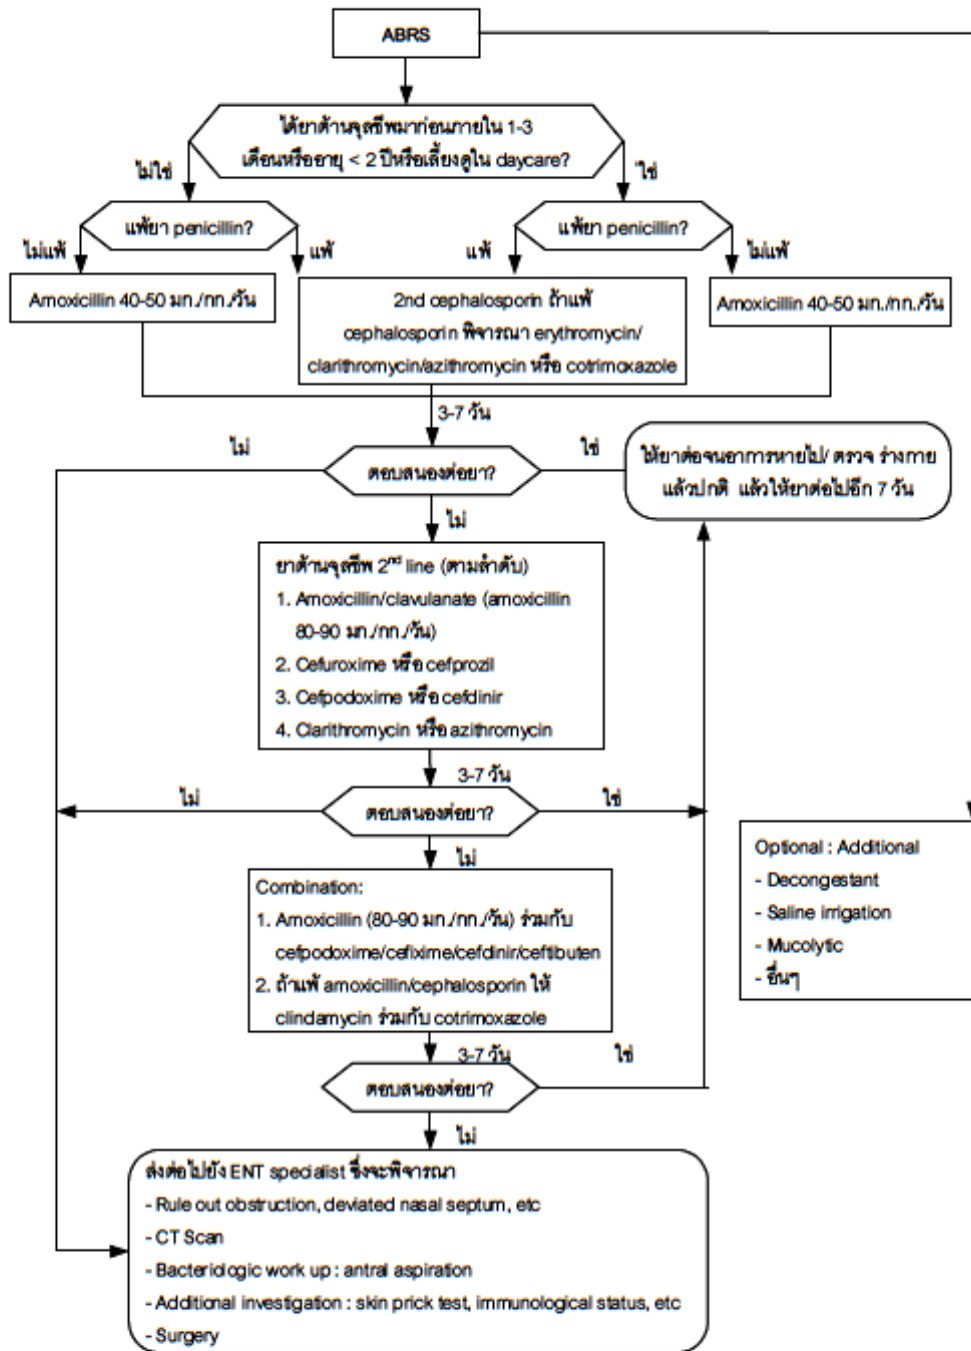 ABRS
ได้ยาต้านจุลชีพมาก่อนภายใน 1-3
เดือนหรืออายุ < 2 ปีหรือเลี้ยงดูใน daycare?
ไม่ใช่
ใช่
แพ้ยา penicillin?
แพ้ยา penicillin?
ไม่แพ้
แพ้
แพ้
ไม่แพ้
Amoxicillin 40-50 มก./กก./วัน
2nd cephalosporin ถ้าแพ้
cephalosporin พิจารณา erythromycin/
clarithromycin/azithromycin หรือ cotrimoxazole
Amoxicillin 40-50 มก./กก./วัน
3-7 วัน
ไม่
ตอบสนองต่อยา?
ใช่
ให้ยาต่อจนอาการหายไป/ ตรวจ ร่างกาย
แล้วปกติ แล้วให้ยาต่อไปอีก 7 วัน
ไม่
ยาต้านจุลชีพ 2nd line (ตามลำดับ)
1. Amoxicillin/clavulanate (amoxicillin
80-90 มก./กก./วัน)
2. Cefuroxime หรือ cefprozil
3. Cefpodoxime หรือ cefdinir
4. Clarithromycin หรือ azithromycin
3-7 วัน
ไม่
ตอบสนองต่อยา?
ใช่
ไม่
Combination:
1. Amoxicillin (80-90 มก./กก./วัน) ร่วมกับ
cefpodoxime/cefixime/cefdinir/ceftibuten
2. ถ้าแพ้ amoxicillin/cephalosporin ให้
clindamycin ร่วมกับ cotrimoxazole
Optional : Additional
- Decongestant
- Saline irrigation
- Mucolytic
- อื่นๆ
3-7 วัน
ตอบสนองต่อยา?
ใช่
ไม่
ส่งต่อไปยัง ENT specialist ซึ่งจะพิจารณา
- Rule out obstruction, deviated nasal septum, etc
- CT Scan
- Bacteriologic work up : antral aspiration
- Additional investigation : skin prick test, immunological status, etc
- Surgery